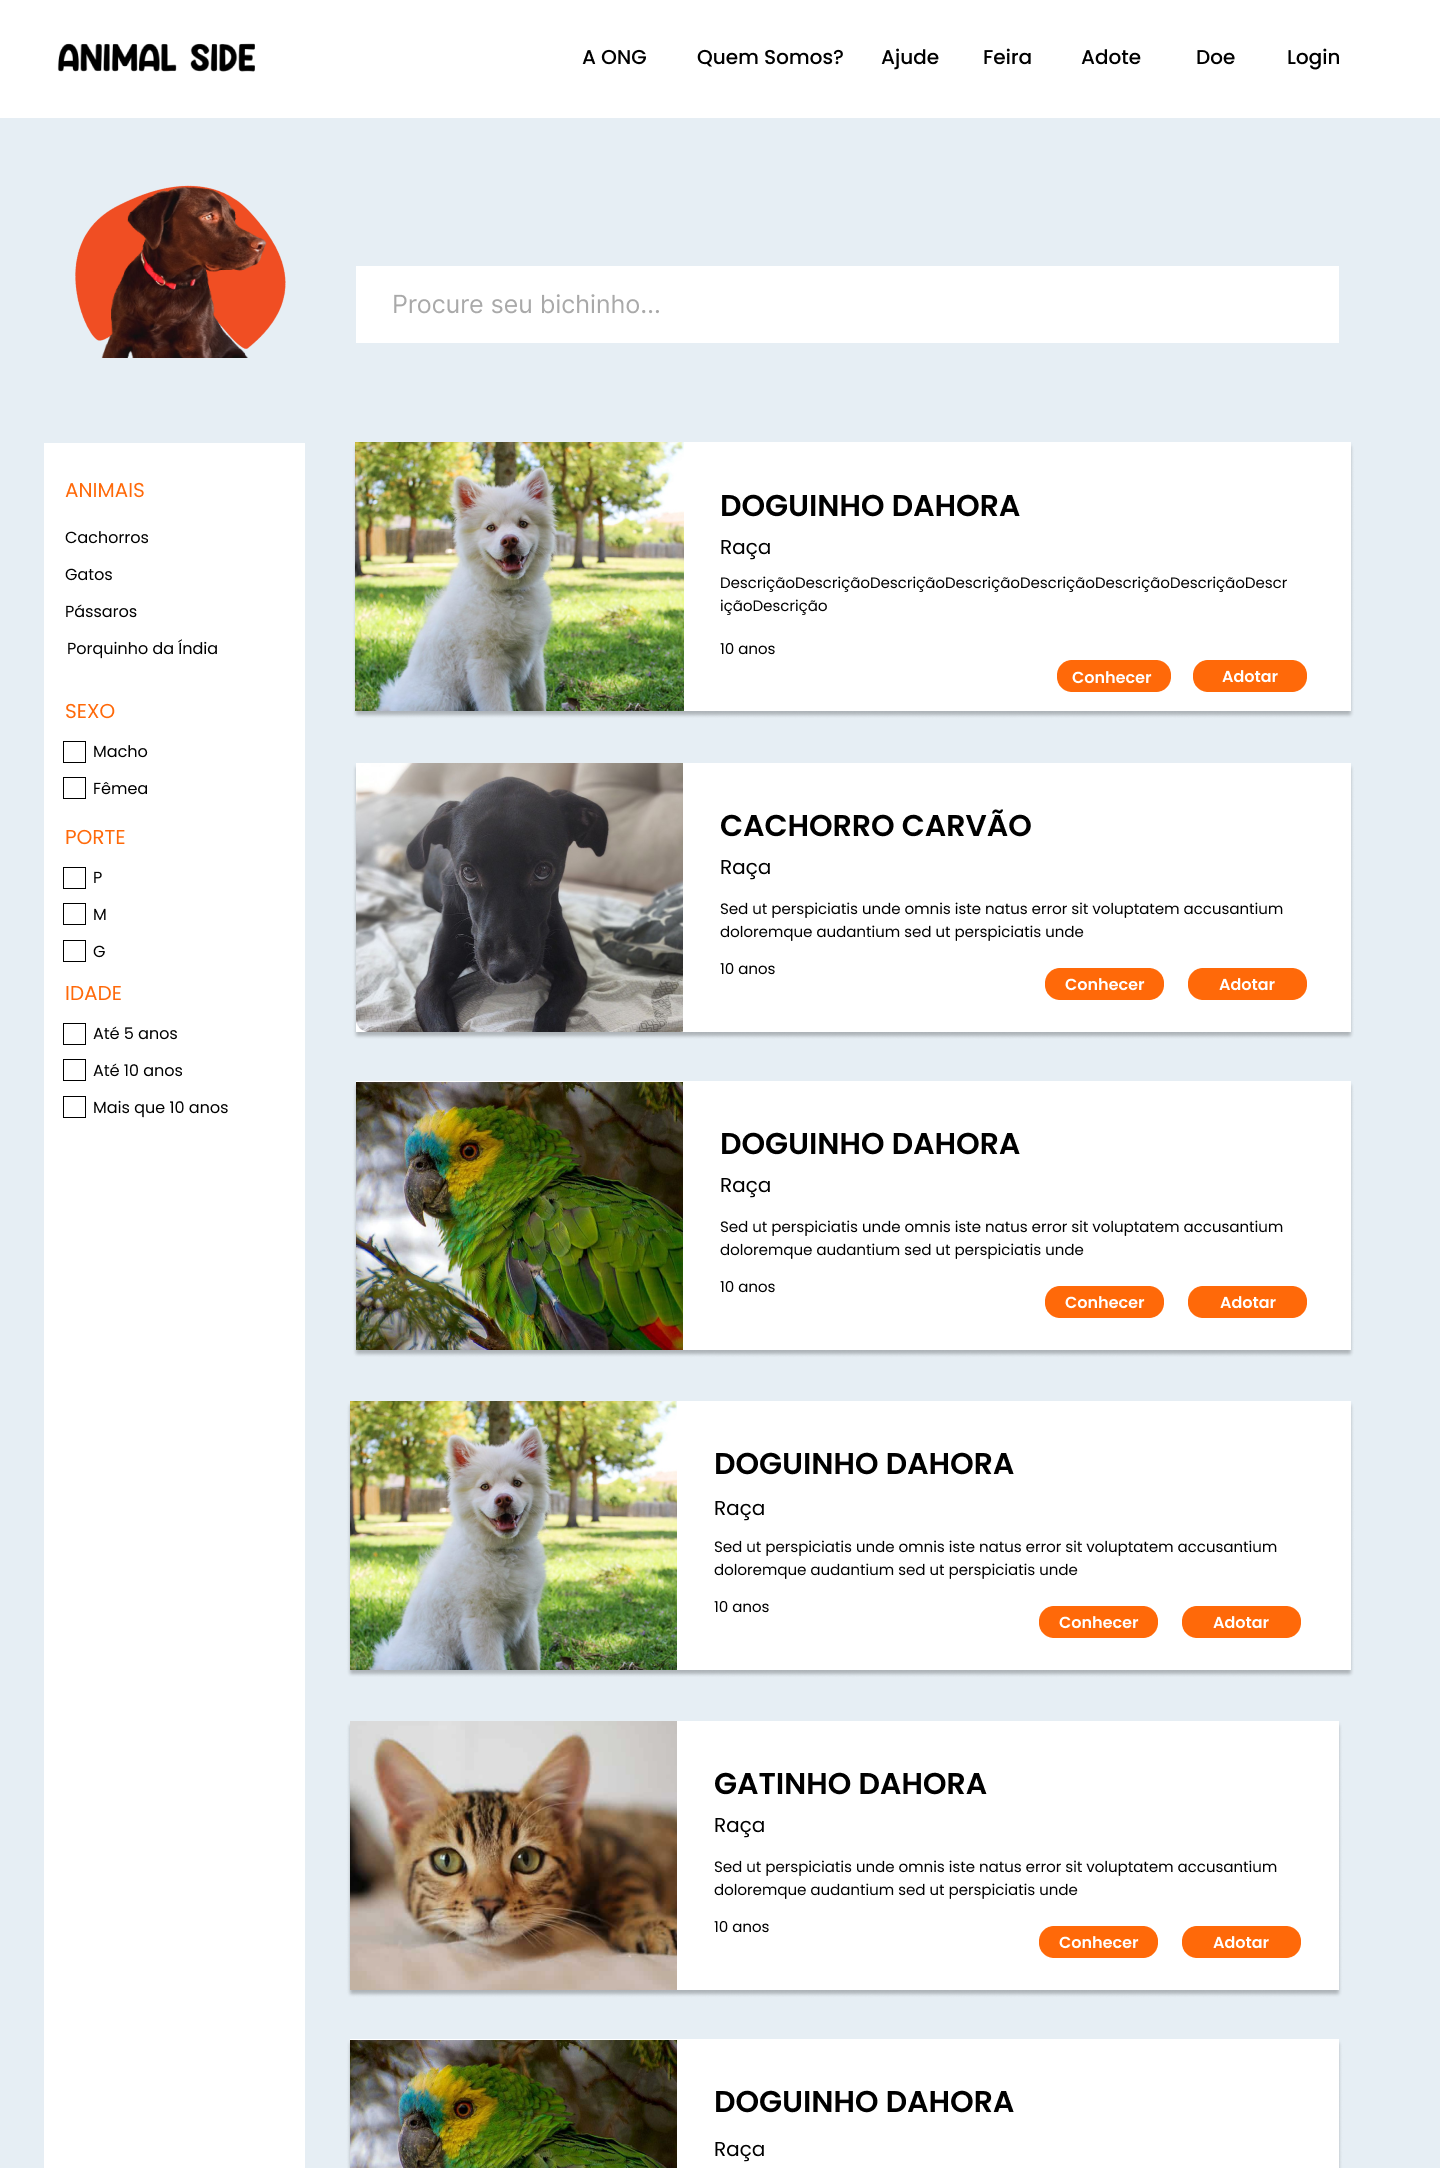 ANIMAL SIDE
A ONG Quem Somos? Ajude Feira Adote Doe Login
Procure seu bichinho...
ANIMAIS
Cachorros
Gatos
Pássaros
Porquinho da Índia
SEXO
Macho
Fêmea
PORTE
P
M
G
IDADE
Até 5 anos
Até 10 anos
Mais que 10 anos
DOGUINHO DAHORA
Raça
DescriçãoDescriçãoDescriçãoDescriçãoDescriçãoDescriçãoDescriçãoDescr
içãoDescrição
10 anos
Conhecer Adotar
CACHORRO CARVÃO
Raça
Sed ut perspiciatis unde omnis iste natus error sit voluptatem accusantium
doloremque audantium sed ut perspiciatis unde
10 anos
Conhecer Adotar
DOGUINHO DAHORA
Raça
Sed ut perspiciatis unde omnis iste natus error sit voluptatem accusantium
doloremque audantium sed ut perspiciatis unde
10 anos
Conhecer Adotar
DOGUINHO DAHORA
Raça
Sed ut perspiciatis unde omnis iste natus error sit voluptatem accusantium
doloremque audantium sed ut perspiciatis unde
10 anos
Conhecer Adotar
GATINHO DAHORA
Raça
Sed ut perspiciatis unde omnis iste natus error sit voluptatem accusantium
doloremque audantium sed ut perspiciatis unde
10 anos
Conhecer Adotar
DOGUINHO DAHORA
Raça